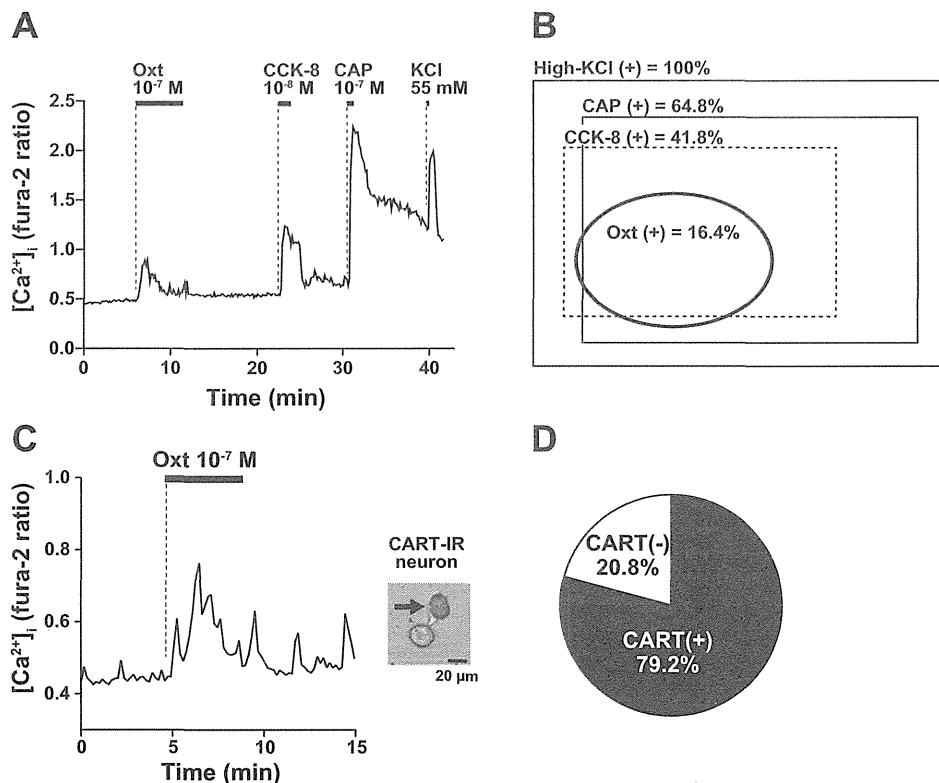 A
Oxt CCK-8 CAP KCl
10⁻⁷ M 10⁻⁸ M 10⁻⁷ M 55 mM
[Ca²⁺]ᵢ (fura-2 ratio)
2.5
2.0
1.5
1.0
0.5
0.0
0 10 20 30 40
Time (min)
B
High-KCl (+) = 100%
CAP (+) = 64.8%
CCK-8 (+) = 41.8%
Oxt (+) = 16.4%
C
Oxt 10⁻⁷ M
[Ca²⁺]ᵢ (fura-2 ratio)
1.0
0.8
0.6
0.4
0 5 10 15
Time (min)
CART-IR
neuron
20 µm
D
CART(-)
20.8%
CART(+)
79.2%